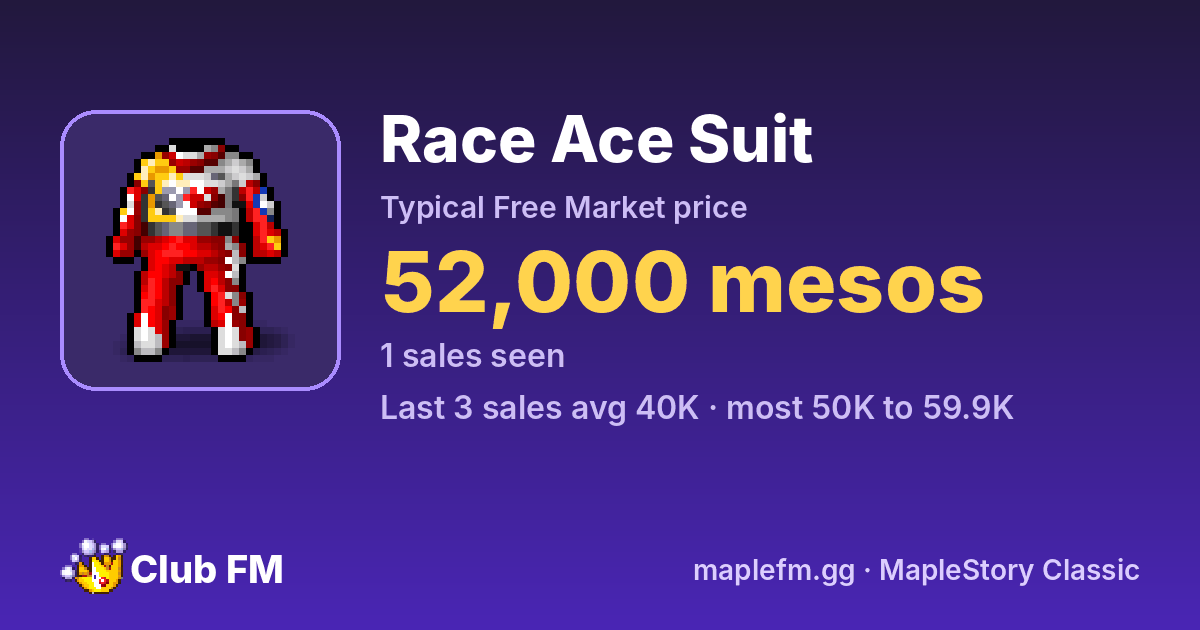 Race Ace Suit
Typical Free Market price
52,000 mesos
1 sales seen
Last 3 sales avg 40K · most 50K to 59.9K
Club FM
maplefm.gg · MapleStory Classic